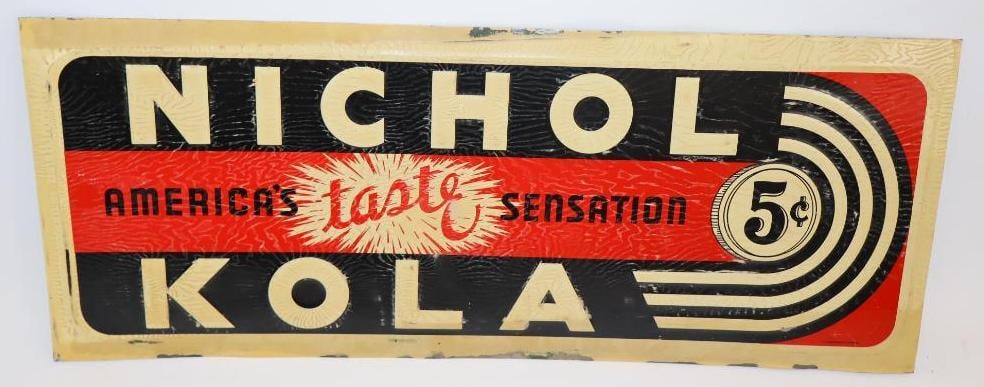 NICHOL
AMERICA'S taste SENSATION 5¢
KOLA